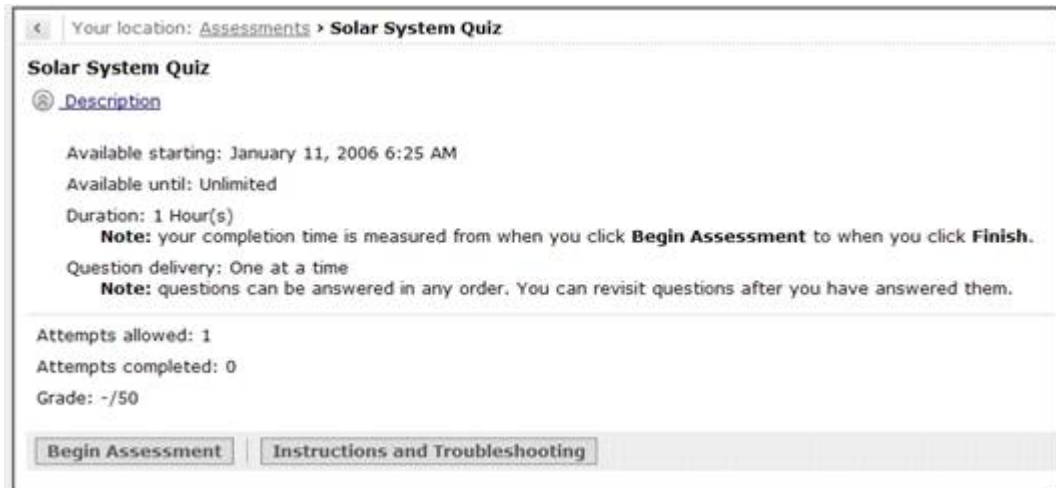 Your location: Assessments › Solar System Quiz
Solar System Quiz
Description
Available starting: January 11, 2006 6:25 AM
Available until: Unlimited
Duration: 1 Hour(s)
Note: your completion time is measured from when you click Begin Assessment to when you click Finish.
Question delivery: One at a time
Note: questions can be answered in any order. You can revisit questions after you have answered them.
Attempts allowed: 1
Attempts completed: 0
Grade: -/50
Begin Assessment Instructions and Troubleshooting